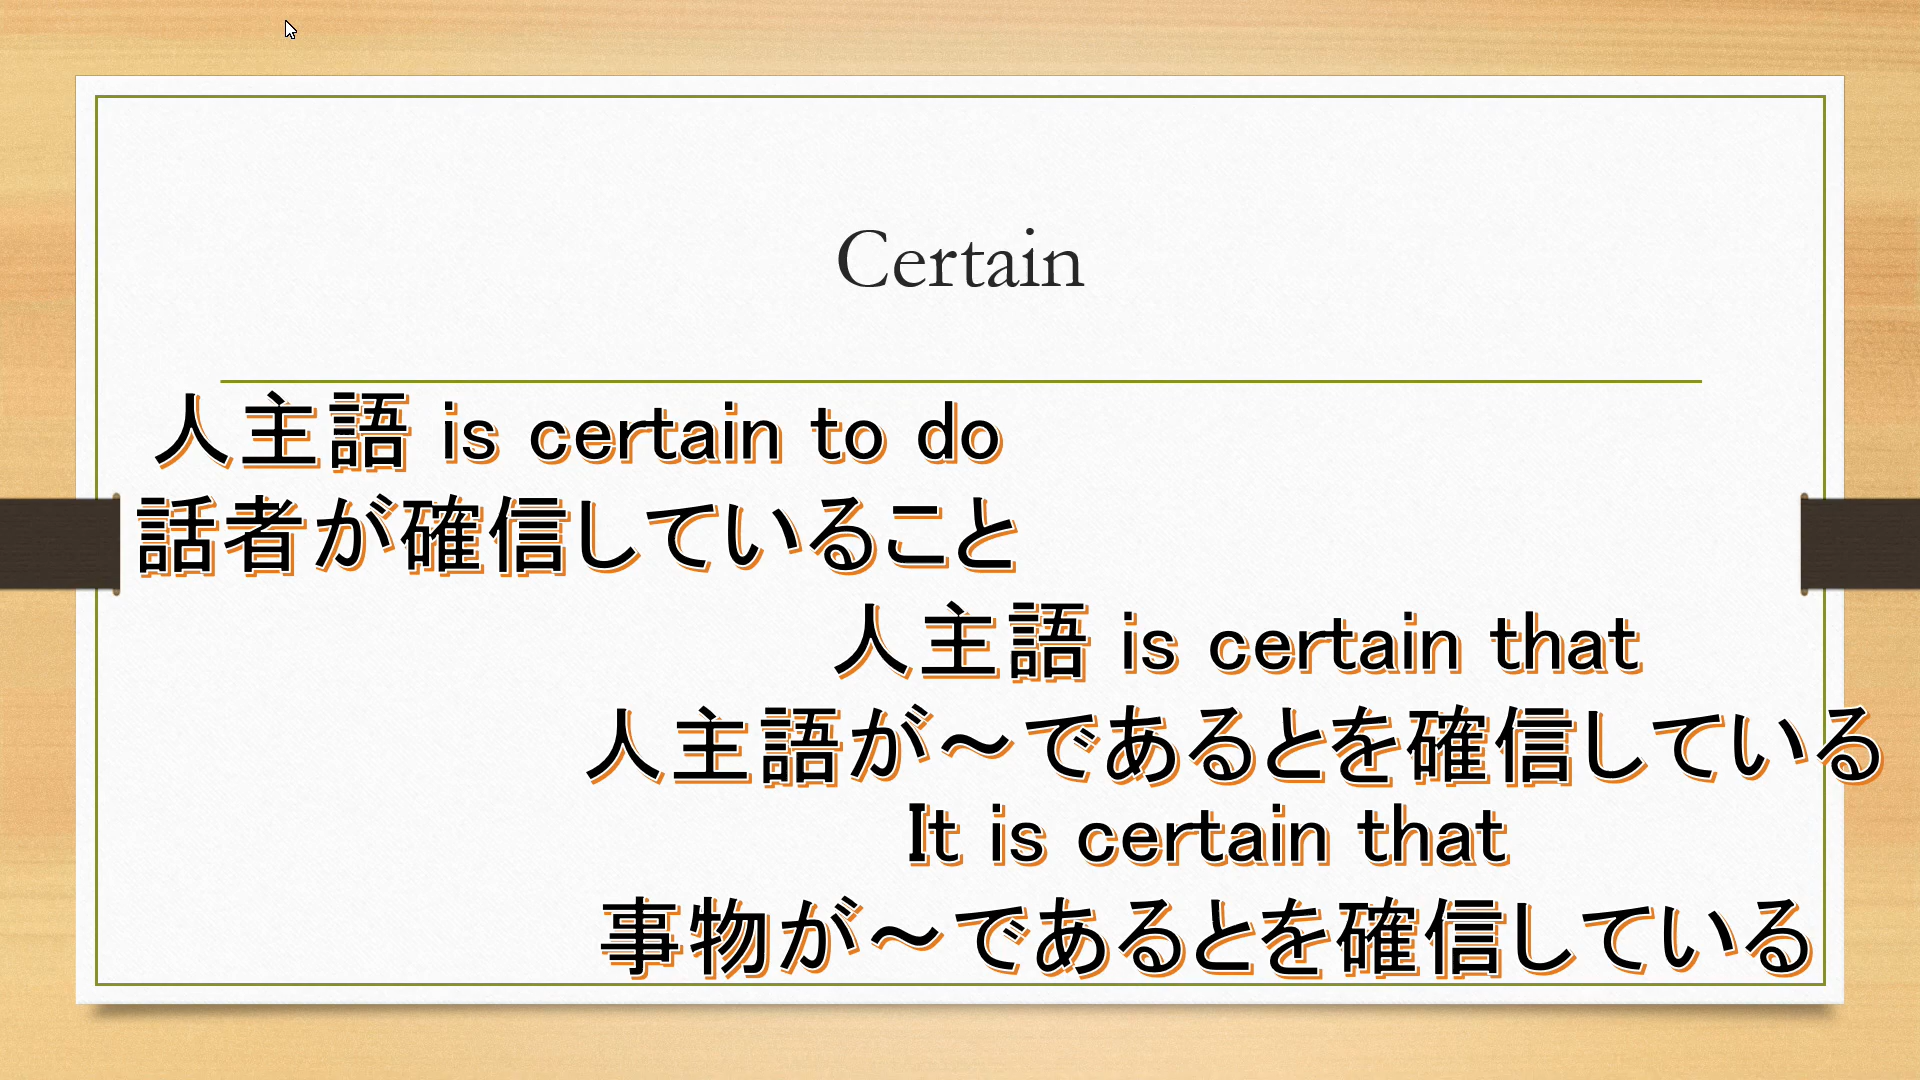 Certain
人主語 is certain to do
話者が確信していること
人主語 is certain that
人主語が～であるとを確信している
It is certain that
事物が～であるとを確信している